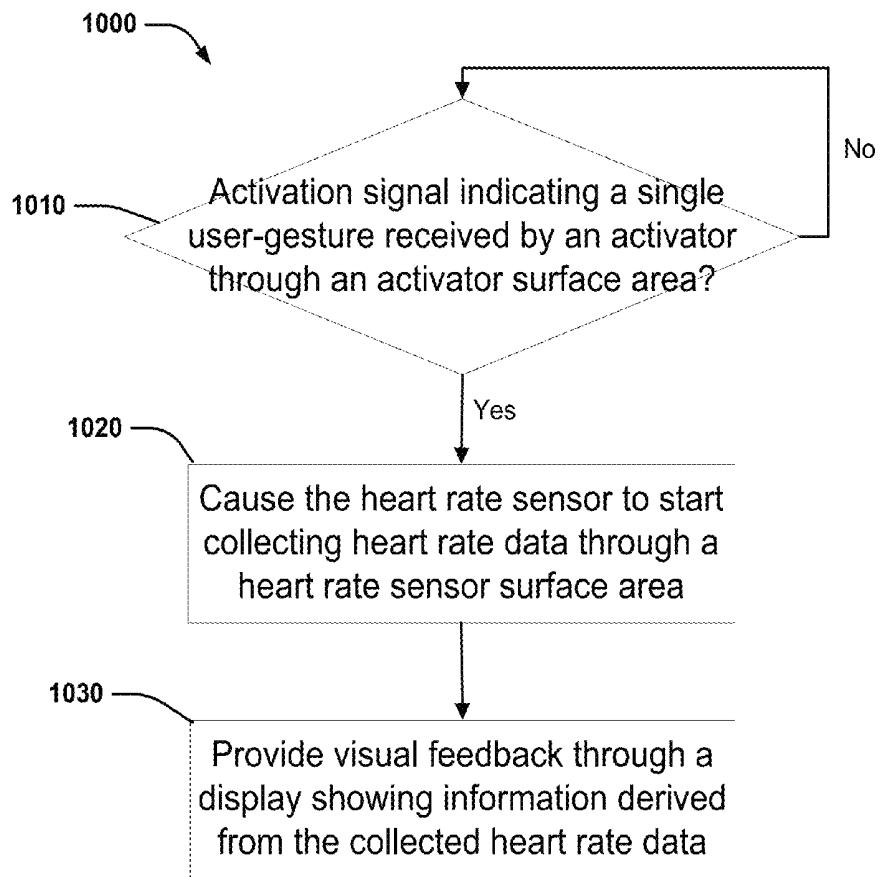 1000
No
1010
Activation signal indicating a single
user-gesture received by an activator
through an activator surface area?
Yes
1020
Cause the heart rate sensor to start
collecting heart rate data through a
heart rate sensor surface area
1030
Provide visual feedback through a
display showing information derived
from the collected heart rate data